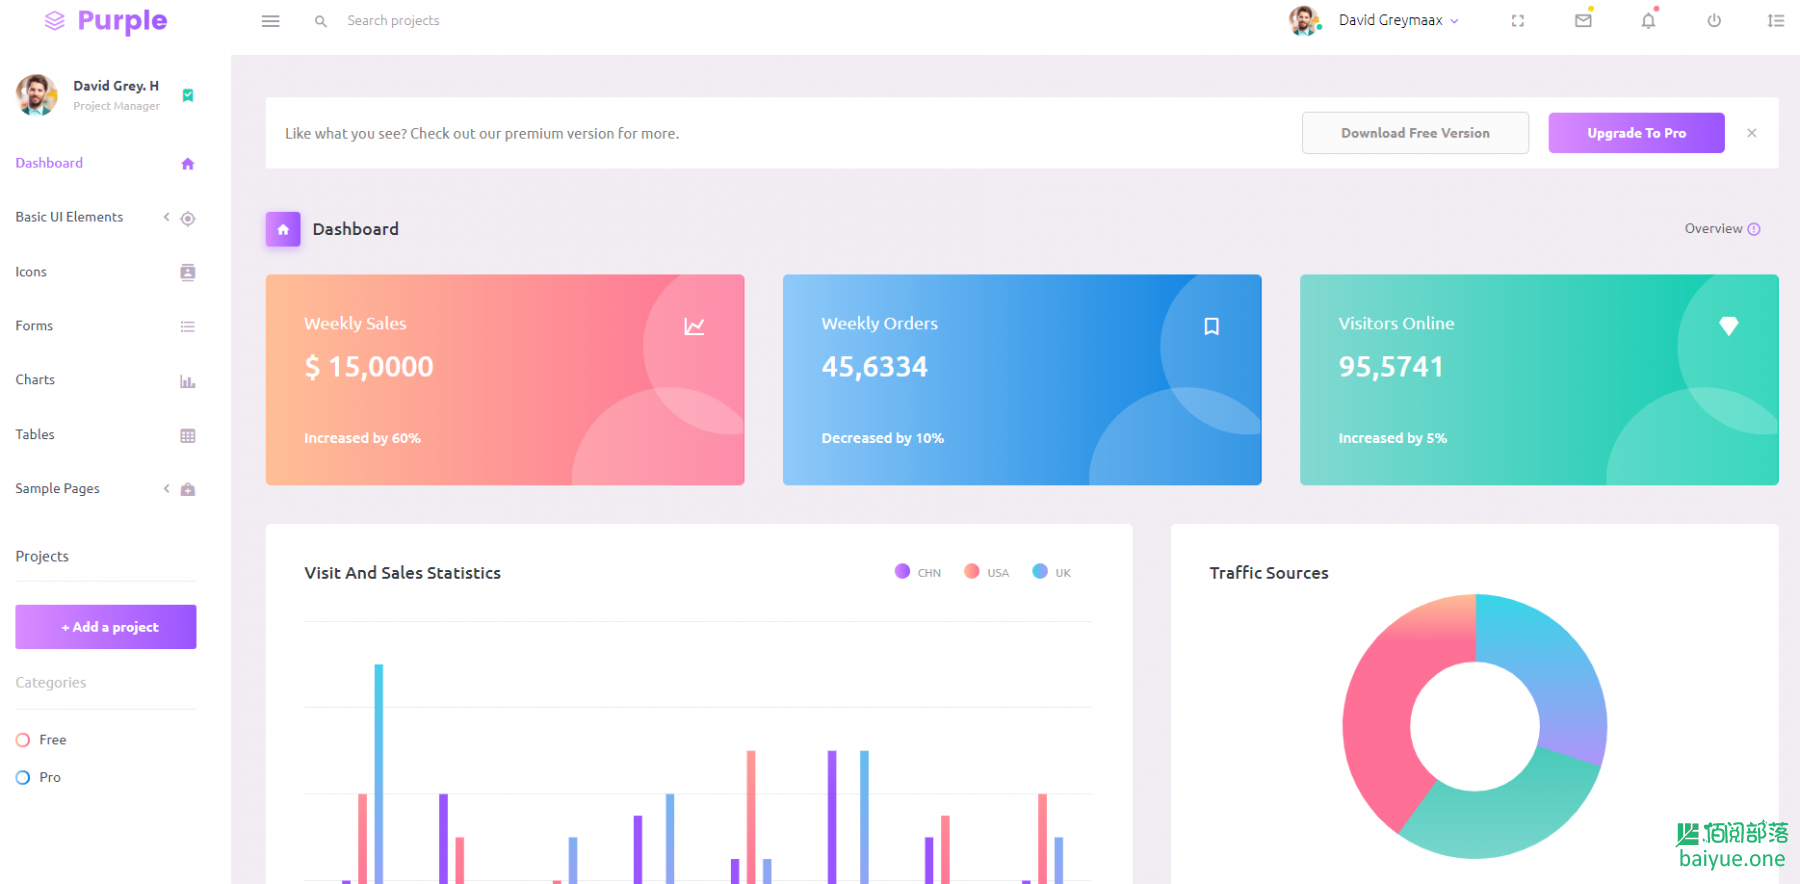 Purple
Search projects
David Greymaax
David Grey. H
Project Manager
Dashboard
Basic UI Elements
Icons
Forms
Charts
Tables
Sample Pages
Projects
+ Add a project
Categories
Free
Pro
Like what you see? Check out our premium version for more.
Download Free Version
Upgrade To Pro
Dashboard
Overview
Weekly Sales
$ 15,0000
Increased by 60%
Weekly Orders
45,6334
Decreased by 10%
Visitors Online
95,5741
Increased by 5%
Visit And Sales Statistics
CHN
USA
UK
Traffic Sources
佰阅部落
baiyue.one